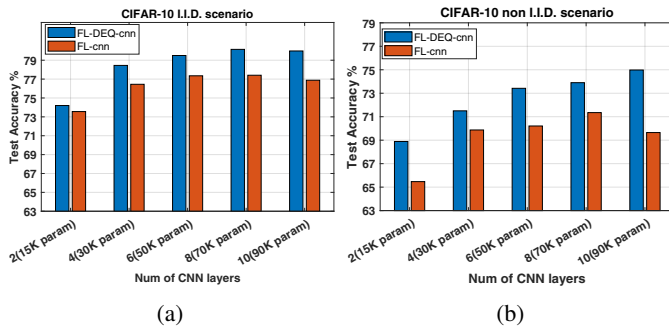 CIFAR-10 I.I.D. scenario
FL-DEQ-cnn
FL-cnn
Test Accuracy %
79
77
75
73
71
69
67
65
63
2(15K param)
4(30K param)
6(50K param)
8(70K param)
10(90K param)
Num of CNN layers
(a)
CIFAR-10 non I.I.D. scenario
FL-DEQ-cnn
FL-cnn
Test Accuracy %
79
77
75
73
71
69
67
65
63
2(15K param)
4(30K param)
6(50K param)
8(70K param)
10(90K param)
Num of CNN layers
(b)